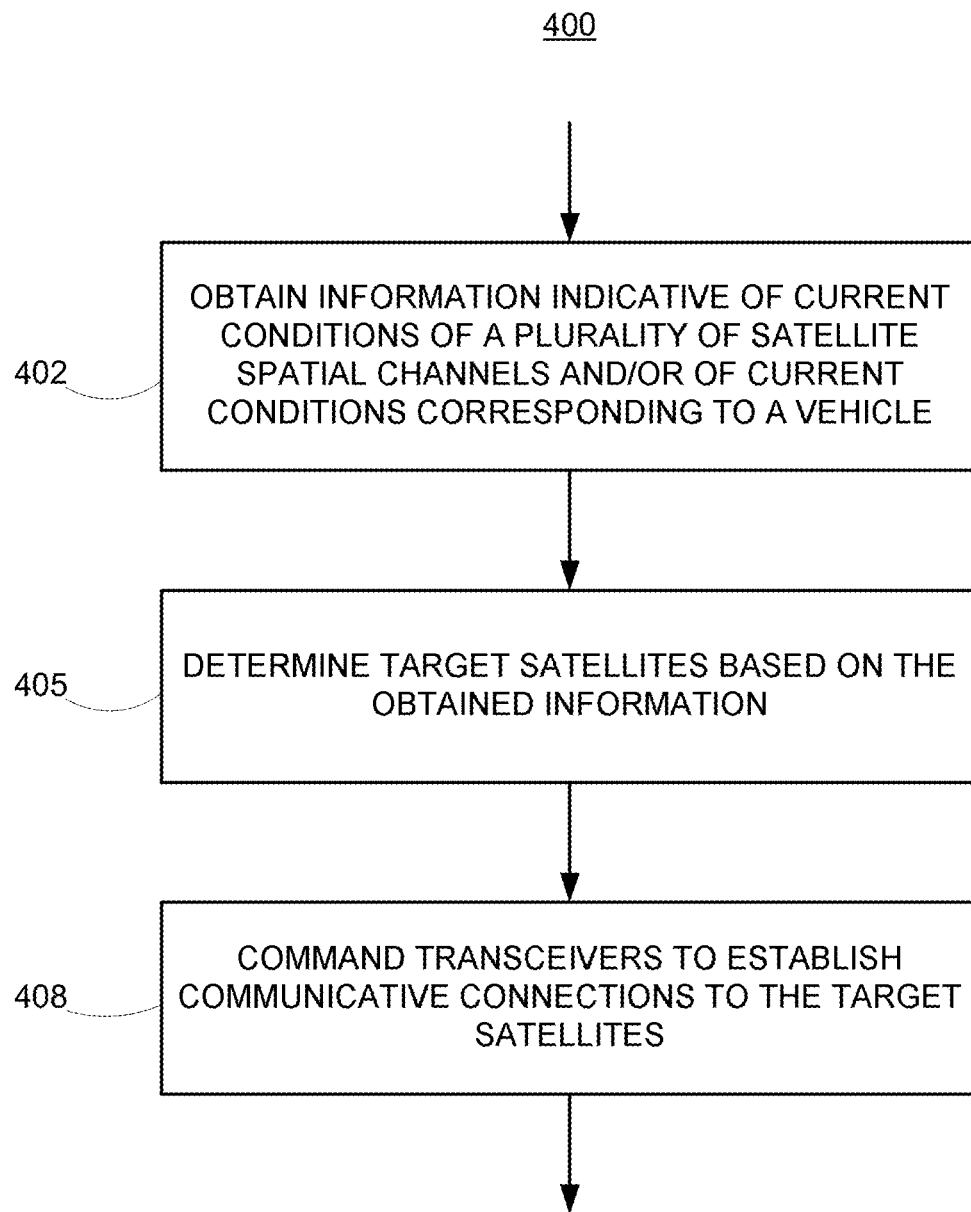 400
OBTAIN INFORMATION INDICATIVE OF CURRENT
CONDITIONS OF A PLURALITY OF SATELLITE
SPATIAL CHANNELS AND/OR OF CURRENT
CONDITIONS CORRESPONDING TO A VEHICLE
402
DETERMINE TARGET SATELLITES BASED ON THE
OBTAINED INFORMATION
405
COMMAND TRANSCEIVERS TO ESTABLISH
COMMUNICATIVE CONNECTIONS TO THE TARGET
SATELLITES
408